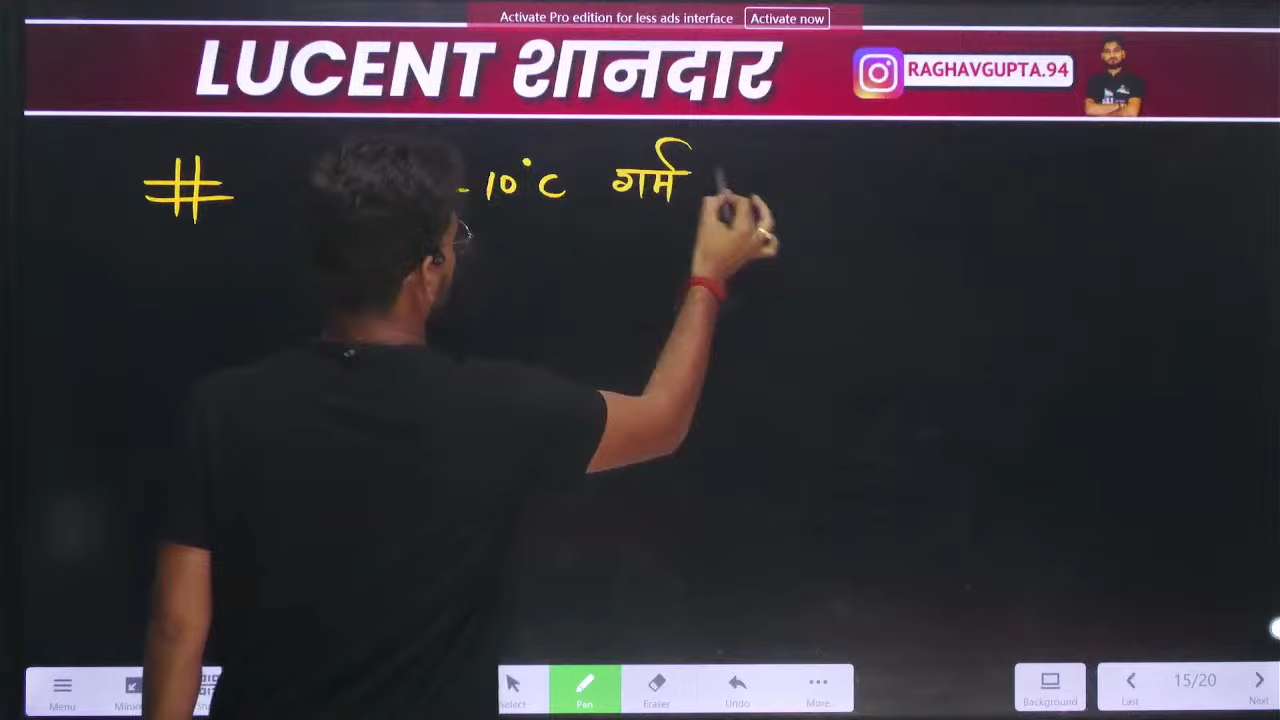 Activate Pro edition for less ads interface Activate now
LUCENT शानदार
RAGHAVGUPTA.94
# -10°C गर्म
Menu Select Pen Eraser Undo More Background Last 15/20 Next